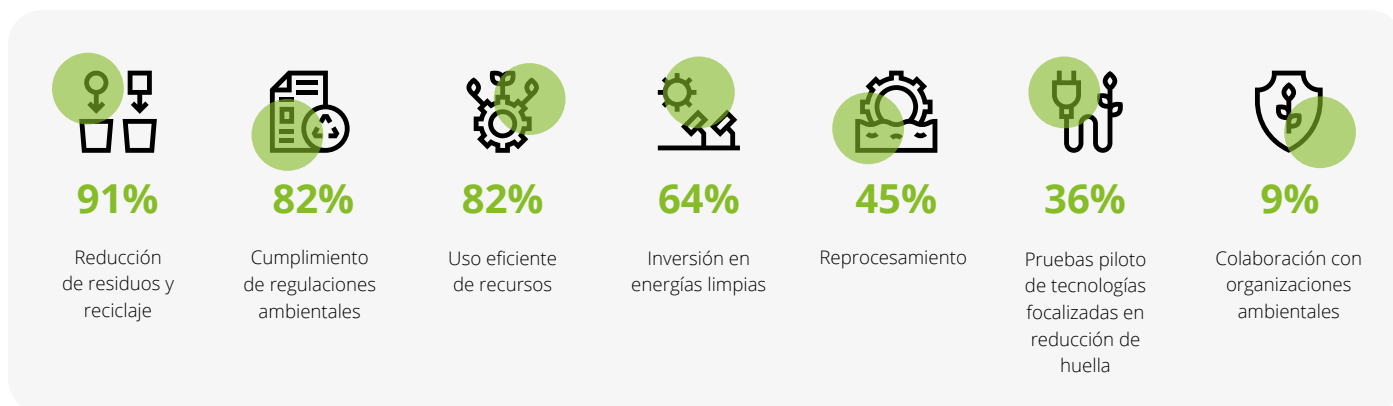 91%
Reducción
de residuos y
reciclaje
82%
Cumplimiento
de regulaciones
ambientales
82%
Uso eficiente
de recursos
64%
Inversión en
energías limpias
45%
Reprocesamiento
36%
Pruebas piloto
de tecnologías
focalizadas en
reducción de
huella
9%
Colaboración con
organizaciones
ambientales